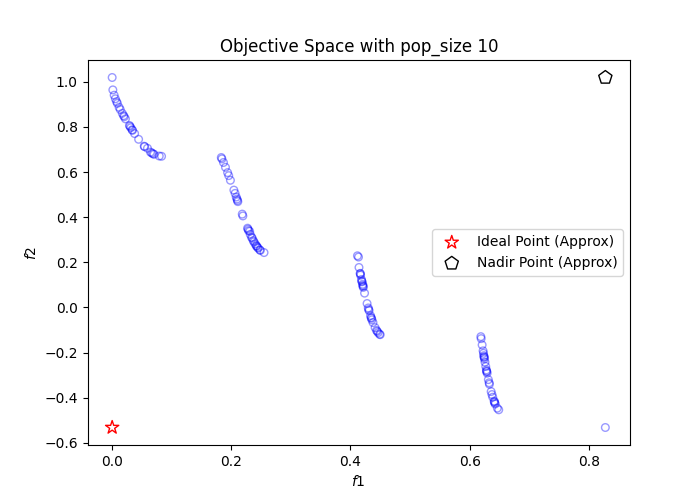 Objective Space with pop_size 10
1.0
0.8
0.6
0.4
0.2
0.0
−0.2
−0.4
−0.6
f2
Ideal Point (Approx)
Nadir Point (Approx)
0.0 0.2 0.4 0.6 0.8
f1